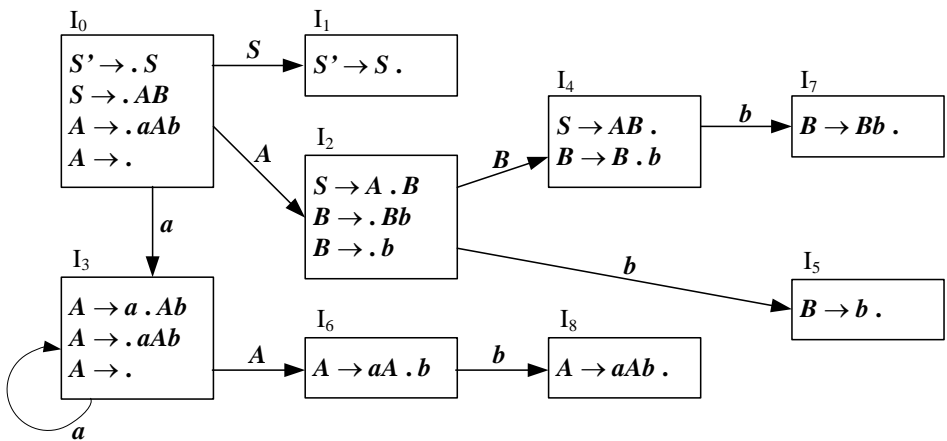 I₀
S' → . S
S → . AB
A → . aAb
A → .
S
I₁
S' → S .
A
I₂
S → A . B
B → . Bb
B → . b
B
I₄
S → AB .
B → B . b
b
I₇
B → Bb .
b
I₅
B → b .
a
I₃
A → a . Ab
A → . aAb
A → .
a
A
I₆
A → aA . b
b
I₈
A → aAb .